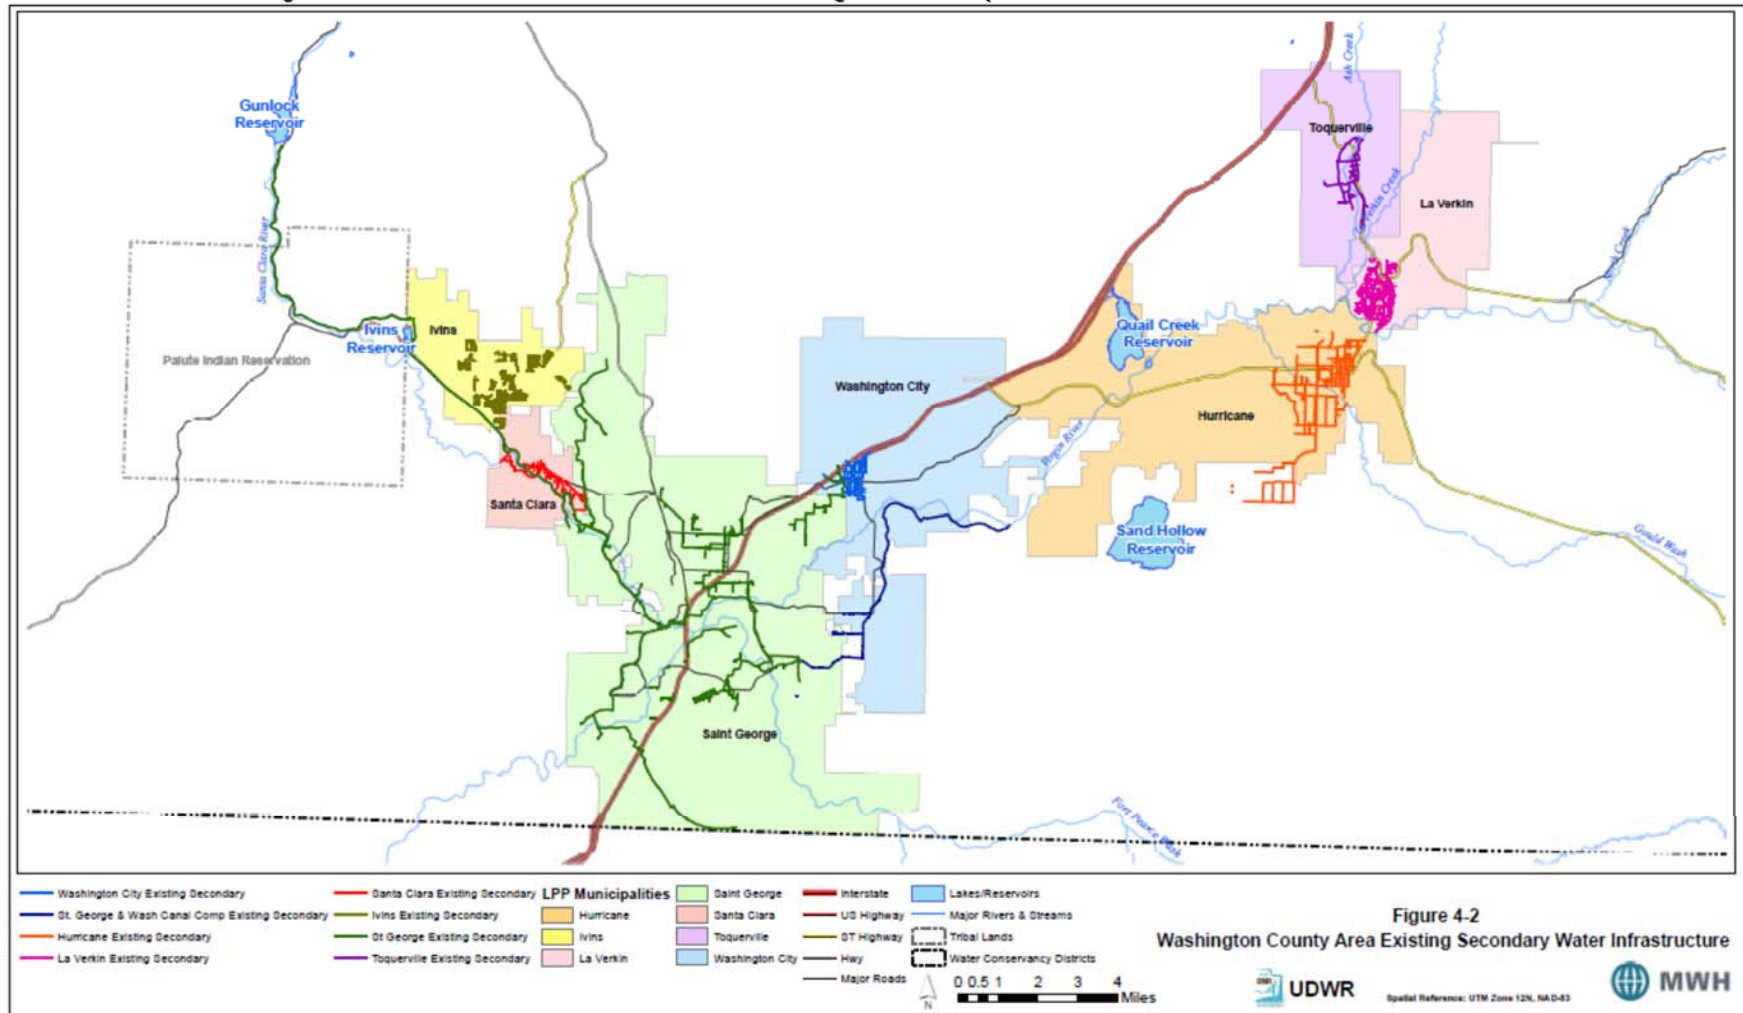 Ash Creek
Gunlock
Reservoir
Toquerville
La Verkin
Santa Clara River
Quail Creek
Reservoir
Ivins
Ivins
Reservoir
Paiute Indian Reservation
Washington City
Hurricane
Virgin River
Santa Clara
Sand Hollow
Reservoir
Gould Wash
Saint George
Fort Pearce Wash
Washington City Existing Secondary
St. George & Wash Canal Comp Existing Secondary
Hurricane Existing Secondary
La Verkin Existing Secondary
Santa Clara Existing Secondary
Ivins Existing Secondary
St George Existing Secondary
Toquerville Existing Secondary
LPP Municipalities
Hurricane
Ivins
La Verkin
Saint George
Santa Clara
Toquerville
Washington City
Interstate
US Highway
ST Highway
Hwy
Major Roads
Lakes/Reservoirs
Major Rivers & Streams
Tribal Lands
Water Conservancy Districts
N
0 0.5 1 2 3 4
Miles
Figure 4-2
Washington County Area Existing Secondary Water Infrastructure
UDWR
Spatial Reference: UTM Zone 12N, NAD-83
MWH